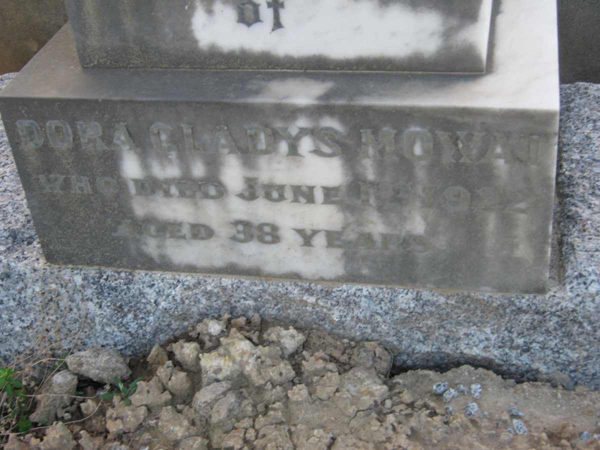 of
DORA GLADYS MOWAT
WHO DIED JUNE
AGED 38 YEARS